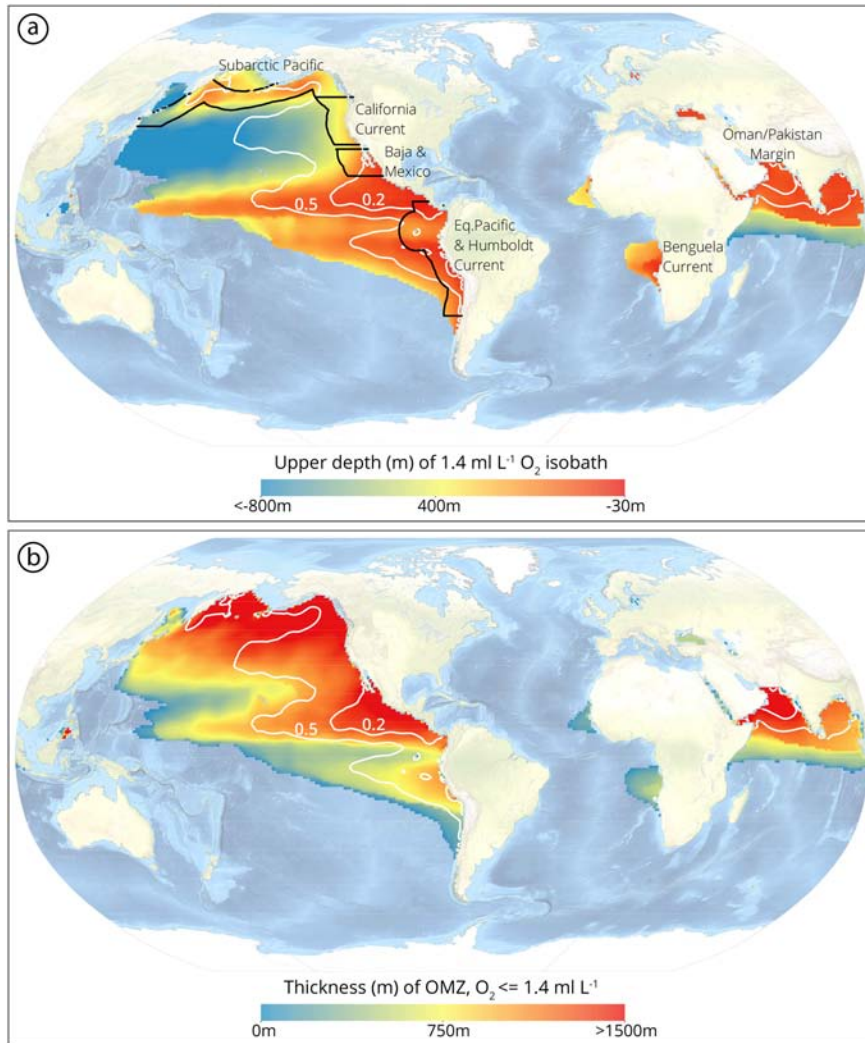 a
Subarctic Pacific
California
Current
Baja &
Mexico
Oman/Pakistan
Margin
0.5
0.2
Eq.Pacific
& Humboldt
Current
Benguela
Current
Upper depth (m) of 1.4 ml L⁻¹ O₂ isobath
<-800m
400m
-30m
b
0.5
0.2
Thickness (m) of OMZ, O₂ <= 1.4 ml L⁻¹
0m
750m
>1500m